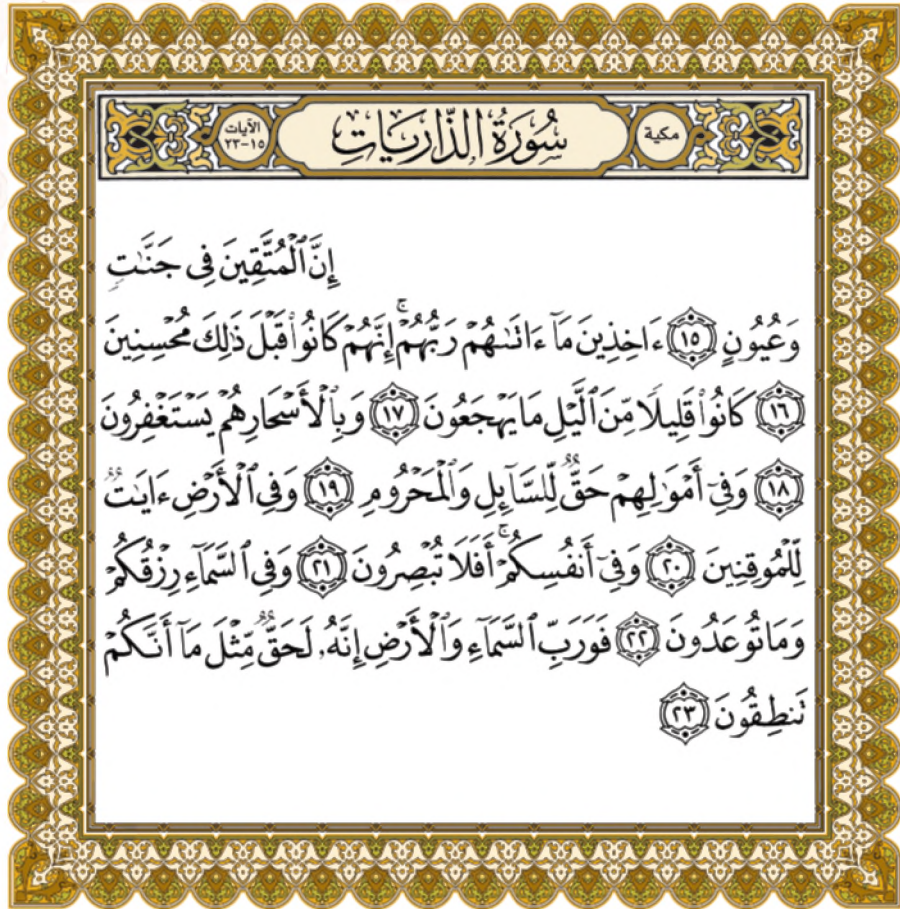 مكية
سُورَةُ الذَّارِيَاتِ
الآيات
١٥-٢٣
إِنَّ ٱلْمُتَّقِينَ فِى جَنَّٰتٍ
وَعُيُونٍ ١٥ ءَاخِذِينَ مَآ ءَاتَىٰهُمْ رَبُّهُمْ ۚ إِنَّهُمْ كَانُوا۟ قَبْلَ ذَٰلِكَ مُحْسِنِينَ
١٦ كَانُوا۟ قَلِيلًا مِّنَ ٱلَّيْلِ مَا يَهْجَعُونَ ١٧ وَبِٱلْأَسْحَارِ هُمْ يَسْتَغْفِرُونَ
١٨ وَفِىٓ أَمْوَٰلِهِمْ حَقٌّ لِّلسَّآئِلِ وَٱلْمَحْرُومِ ١٩ وَفِى ٱلْأَرْضِ ءَايَٰتٌ
لِّلْمُوقِنِينَ ٢٠ وَفِىٓ أَنفُسِكُمْ ۚ أَفَلَا تُبْصِرُونَ ٢١ وَفِى ٱلسَّمَآءِ رِزْقُكُمْ
وَمَا تُوعَدُونَ ٢٢ فَوَرَبِّ ٱلسَّمَآءِ وَٱلْأَرْضِ إِنَّهُۥ لَحَقٌّ مِّثْلَ مَآ أَنَّكُمْ
تَنطِقُونَ ٢٣